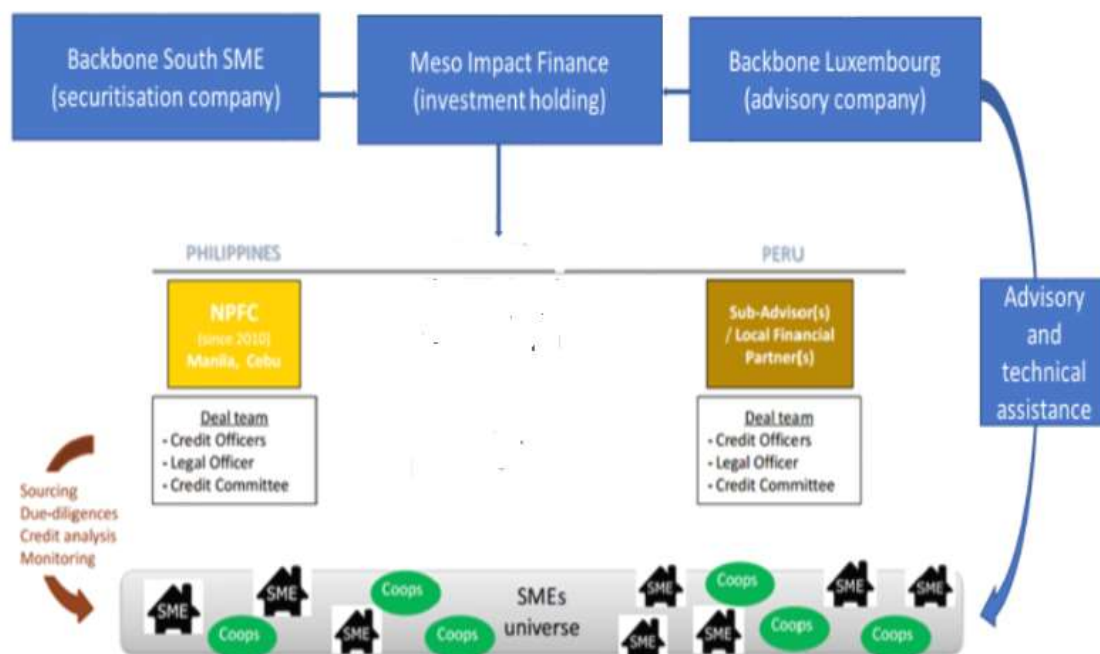 Backbone South SME
(securitisation company)
Meso Impact Finance
(investment holding)
Backbone Luxembourg
(advisory company)
PHILIPPINES
PERU
NPFC
(since 2010)
Manila, Cebu
Sub-Advisor(s)
/ Local Financial
Partner(s)
Advisory
and
technical
assistance
Deal team
- Credit Officers
- Legal Officer
- Credit Committee
Deal team
- Credit Officers
- Legal Officer
- Credit Committee
Sourcing
Due-diligences
Credit analysis
Monitoring
SME
SME
Coops
SME
Coops
Coops
SMEs
universe
SME
SME
Coops
SME
Coops
SME
Coops
SME